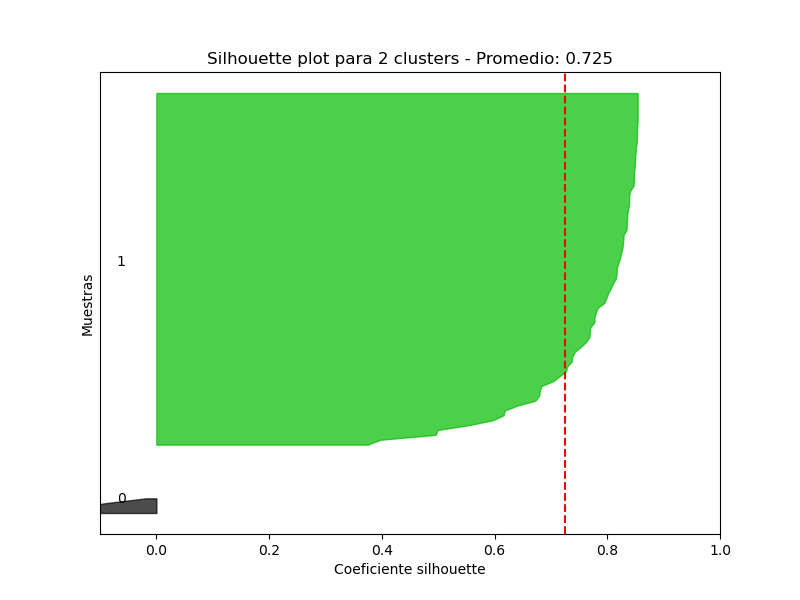 Silhouette plot para 2 clusters - Promedio: 0.725
Muestras
1
0
0.0 0.2 0.4 0.6 0.8 1.0
Coeficiente silhouette